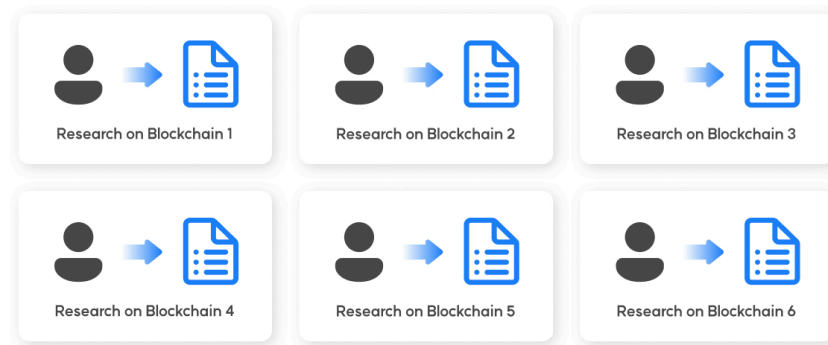 Research on Blockchain 1
Research on Blockchain 2
Research on Blockchain 3
Research on Blockchain 4
Research on Blockchain 5
Research on Blockchain 6